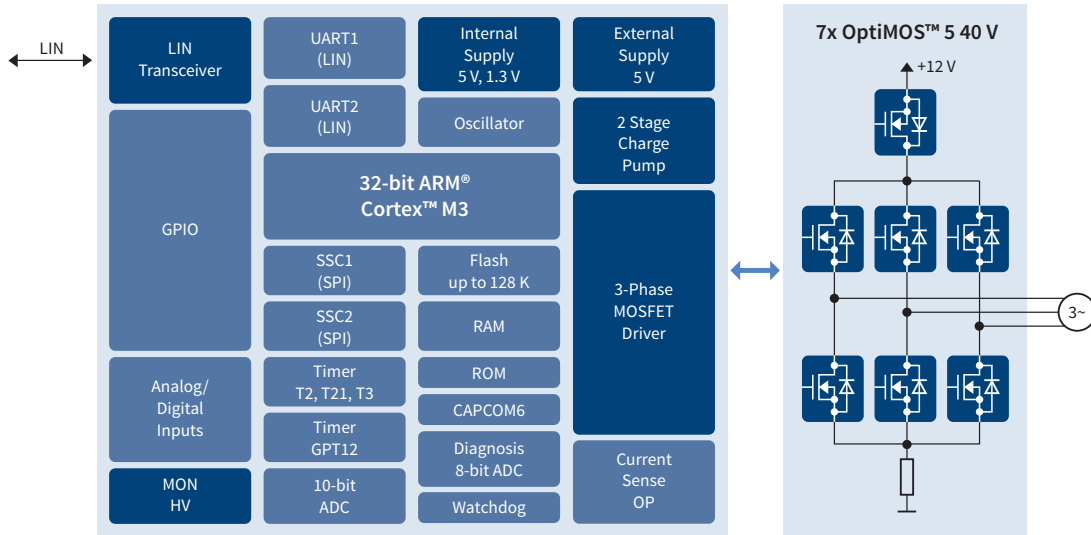 LIN
LIN
Transceiver
GPIO
Analog/
Digital
Inputs
MON
HV
UART1
(LIN)
UART2
(LIN)
32-bit ARM®
Cortex™ M3
SSC1
(SPI)
SSC2
(SPI)
Timer
T2, T21, T3
Timer
GPT12
10-bit
ADC
Internal
Supply
5 V, 1.3 V
Oscillator
Flash
up to 128 K
RAM
ROM
CAPCOM6
Diagnosis
8-bit ADC
Watchdog
External
Supply
5 V
2 Stage
Charge
Pump
3-Phase
MOSFET
Driver
Current
Sense
OP
7x OptiMOS™ 5 40 V
+12 V
3~